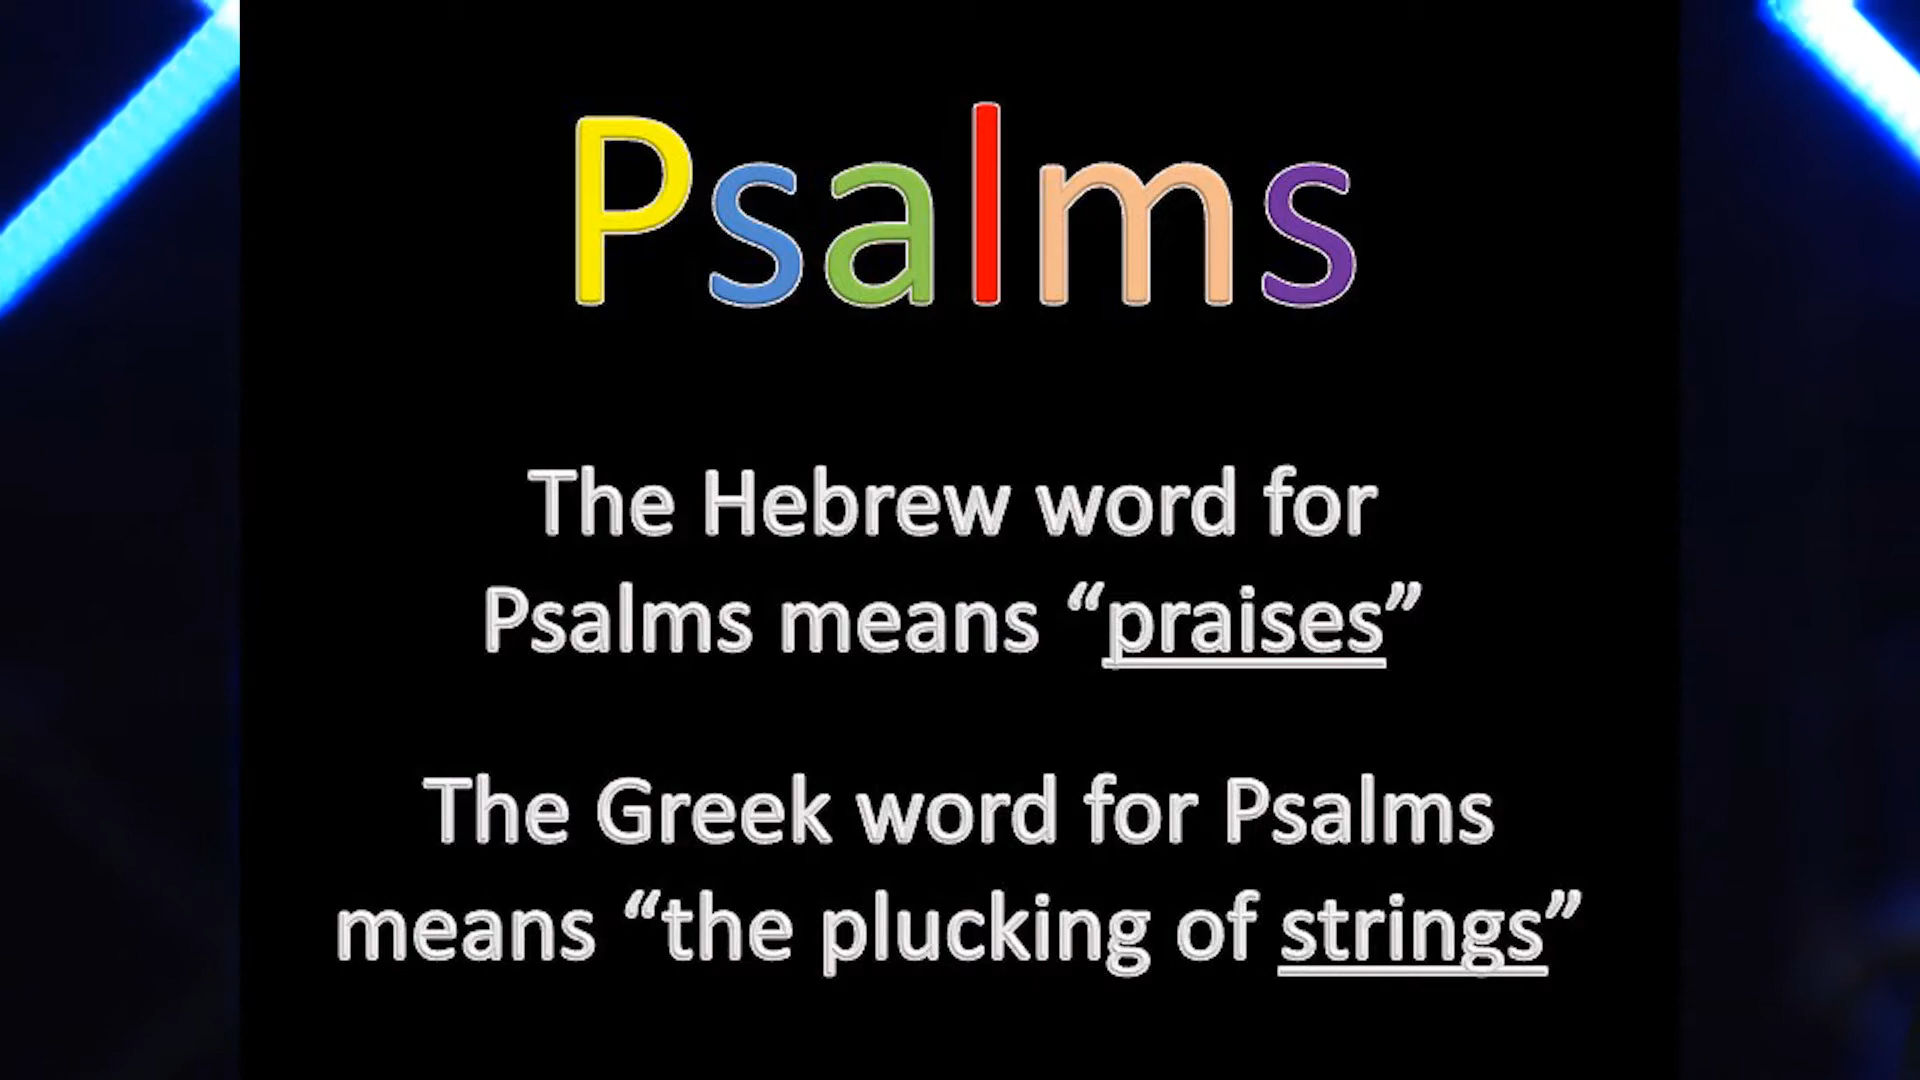 Psalms
The Hebrew word for
Psalms means “praises”
The Greek word for Psalms
means “the plucking of strings”